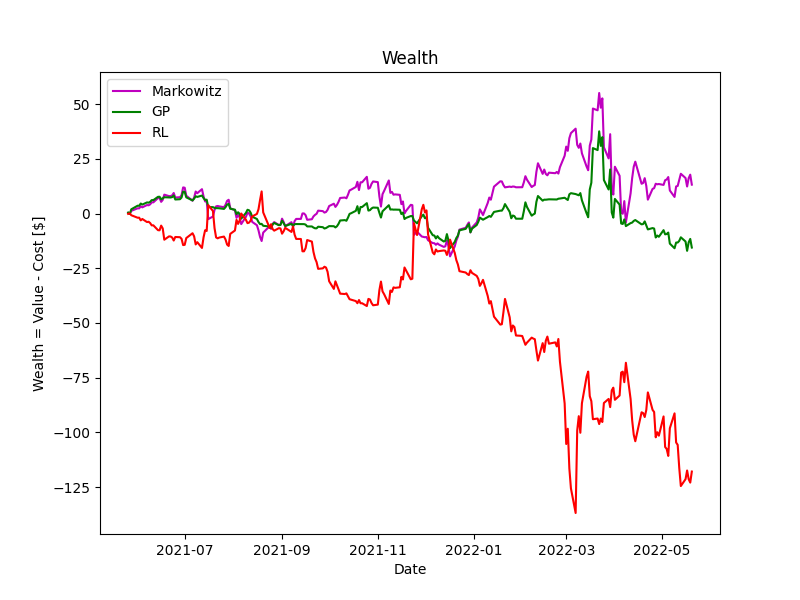 Wealth
Markowitz
GP
RL
Wealth = Value - Cost [$]
50
25
0
−25
−50
−75
−100
−125
2021-07
2021-09
2021-11
2022-01
2022-03
2022-05
Date